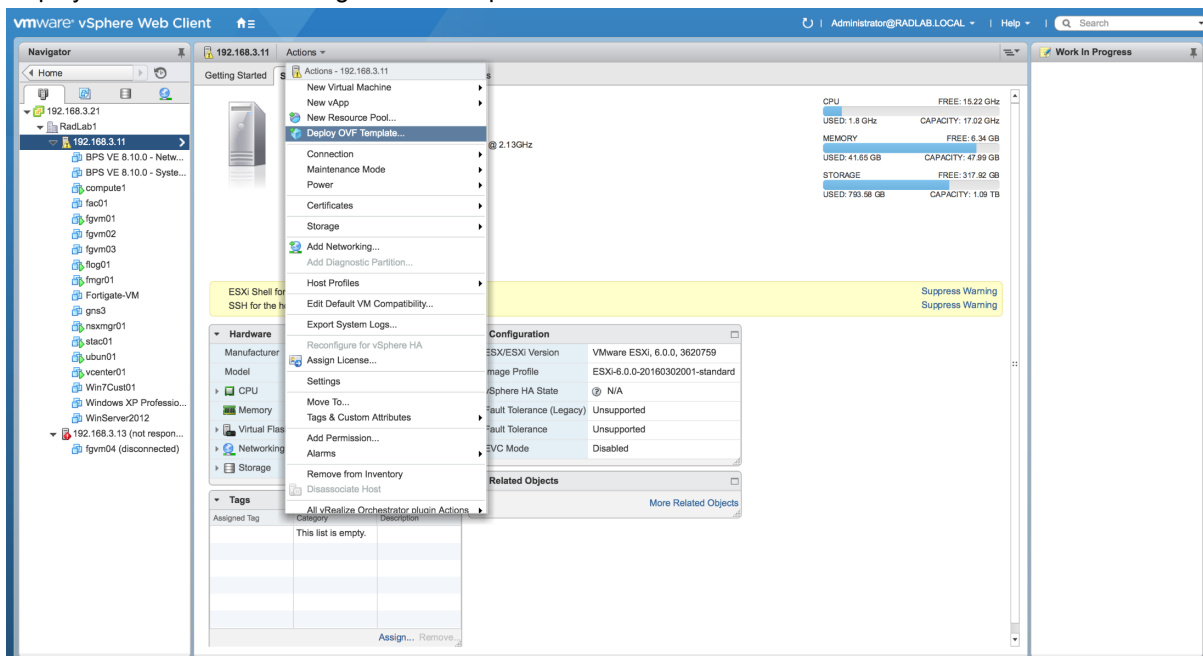 vmware® vSphere Web Client
Administrator@RADLAB.LOCAL
Help
Search
Navigator
Home
192.168.3.21
RadLab1
192.168.3.11
BPS VE 8.10.0 - Netw...
BPS VE 8.10.0 - Syste...
compute1
fac01
fgvm01
fgvm02
fgvm03
flog01
fmgr01
Fortigate-VM
gns3
nsxmgr01
stac01
ubun01
vcenter01
Win7Cust01
Windows XP Professio...
WinServer2012
192.168.3.13 (not respon...
fgvm04 (disconnected)
192.168.3.11 Actions
Getting Started S
s
Actions - 192.168.3.11
New Virtual Machine
New vApp
New Resource Pool...
Deploy OVF Template...
Connection
Maintenance Mode
Power
Certificates
Storage
Add Networking...
Add Diagnostic Partition...
Host Profiles
Edit Default VM Compatibility...
Export System Logs...
Reconfigure for vSphere HA
Assign License...
Settings
Move To...
Tags & Custom Attributes
Add Permission...
Alarms
Remove from Inventory
Disassociate Host
All vRealize Orchestrator plugin Actions
@ 2.13GHz
CPU FREE: 15.22 GHz
USED: 1.8 GHz CAPACITY: 17.02 GHz
MEMORY FREE: 6.34 GB
USED: 41.65 GB CAPACITY: 47.99 GB
STORAGE FREE: 317.92 GB
USED: 793.58 GB CAPACITY: 1.09 TB
ESXi Shell for
Suppress Warning
SSH for the h
Suppress Warning
Hardware
Manufacturer
Model
CPU
Memory
Virtual Flas
Networking
Storage
Configuration
ESX/ESXi Version VMware ESXi, 6.0.0, 3620759
Image Profile ESXi-6.0.0-20160302001-standard
vSphere HA State N/A
Fault Tolerance (Legacy) Unsupported
Fault Tolerance Unsupported
EVC Mode Disabled
Related Objects
More Related Objects
Tags
Assigned Tag Category Description
This list is empty.
Assign... Remove...
Work In Progress